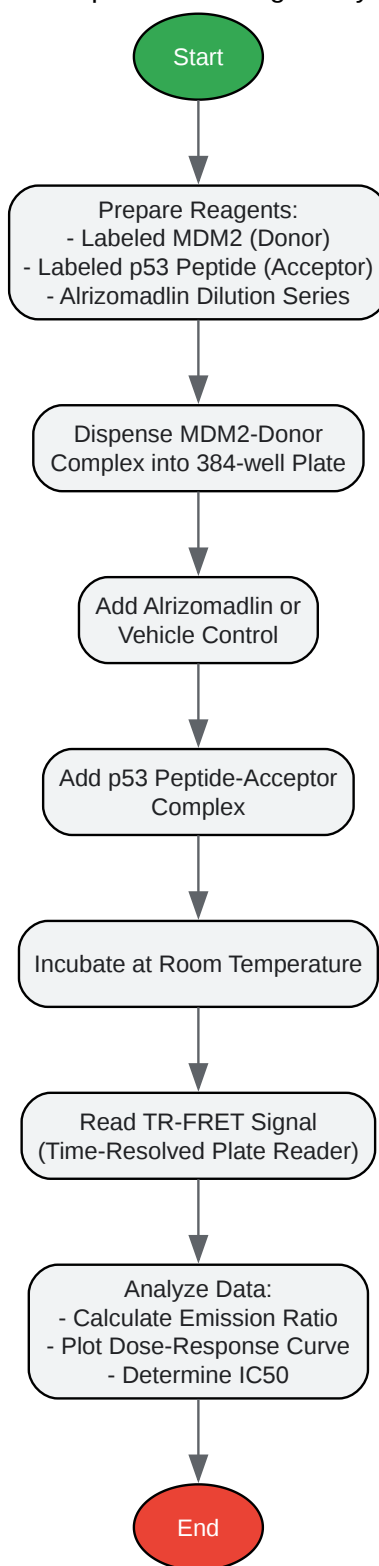 Start
Prepare Reagents:
- Labeled MDM2 (Donor)
- Labeled p53 Peptide (Acceptor)
- Alrizomadlin Dilution Series
Dispense MDM2-Donor
Complex into 384-well Plate
Add Alrizomadlin or
Vehicle Control
Add p53 Peptide-Acceptor
Complex
Incubate at Room Temperature
Read TR-FRET Signal
(Time-Resolved Plate Reader)
Analyze Data:
- Calculate Emission Ratio
- Plot Dose-Response Curve
- Determine IC50
End